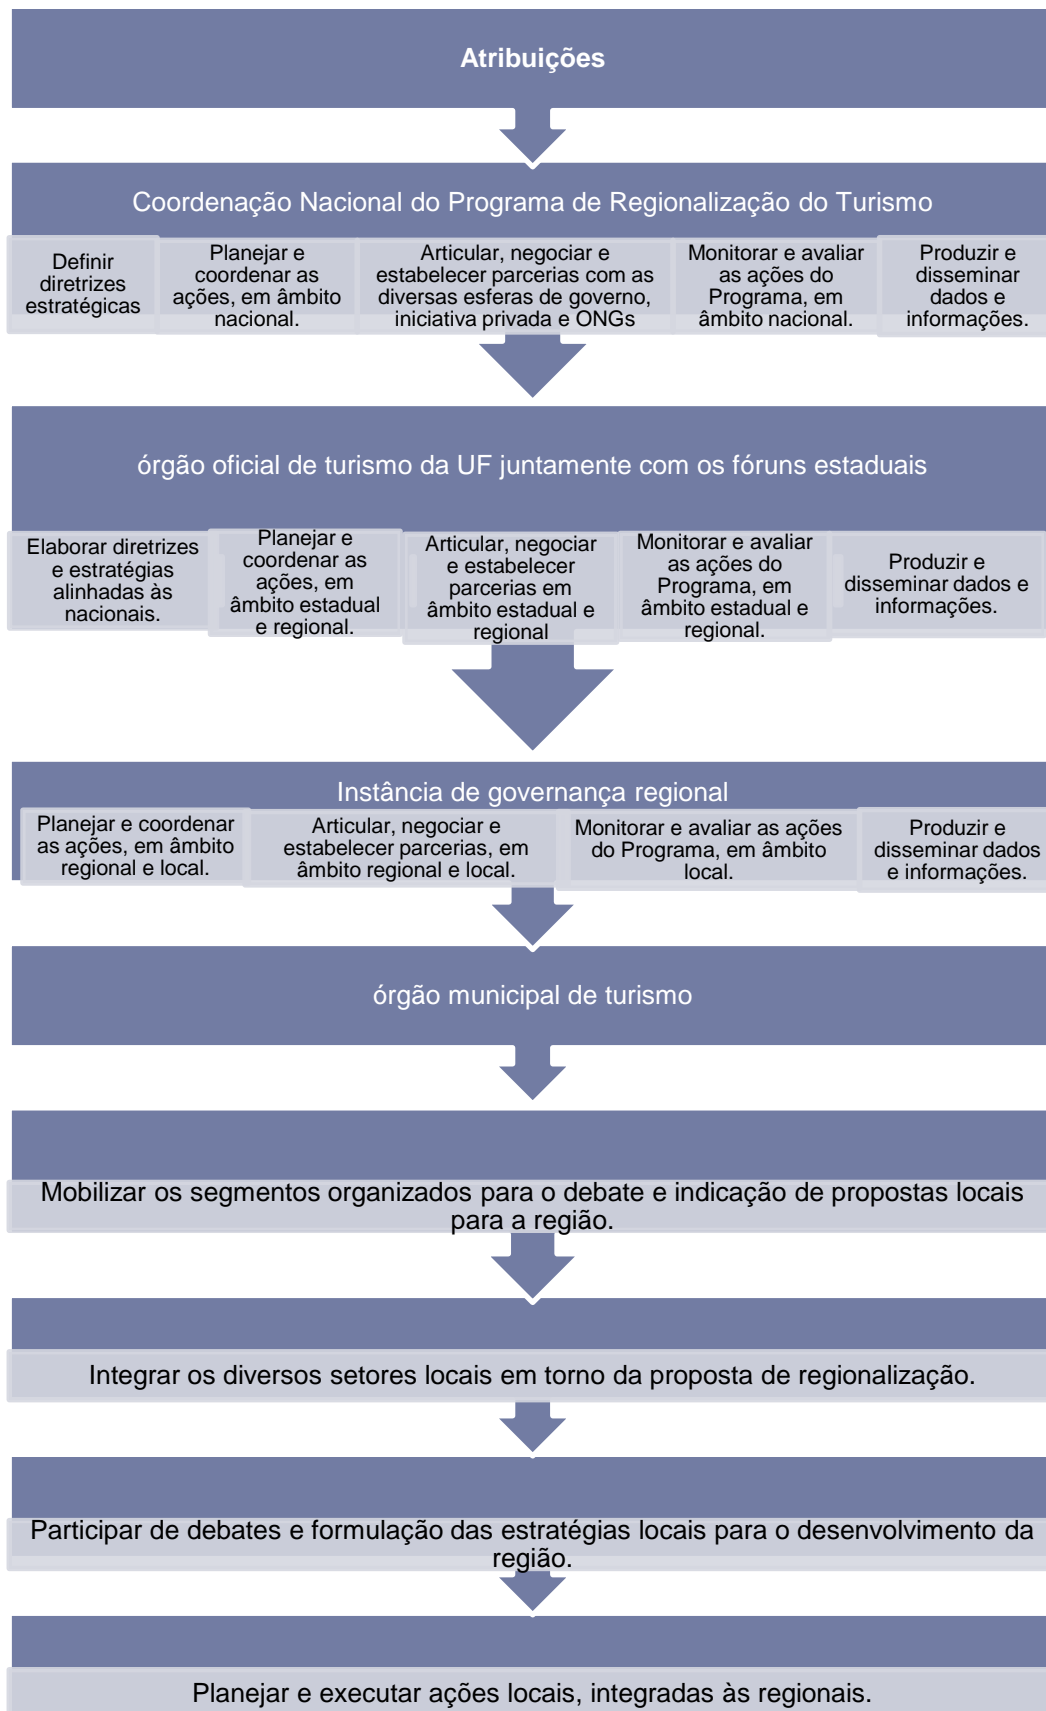 Atribuições
Coordenação Nacional do Programa de Regionalização do Turismo
Definir
diretrizes
estratégicas
Planejar e
coordenar as
ações, em âmbito
nacional.
Articular, negociar e
estabelecer parcerias com as
diversas esferas de governo,
iniciativa privada e ONGs
Monitorar e avaliar
as ações do
Programa, em
âmbito nacional.
Produzir e
disseminar
dados e
informações.
órgão oficial de turismo da UF juntamente com os fóruns estaduais
Elaborar diretrizes
e estratégias
alinhadas às
nacionais.
Planejar e
coordenar as
ações, em
âmbito estadual
e regional.
Articular, negociar
e estabelecer
parcerias em
âmbito estadual e
regional
Monitorar e avaliar
as ações do
Programa, em
âmbito estadual e
regional.
Produzir e
disseminar dados e
informações.
Instância de governança regional
Planejar e coordenar
as ações, em âmbito
regional e local.
Articular, negociar e
estabelecer parcerias, em
âmbito regional e local.
Monitorar e avaliar as ações
do Programa, em âmbito
local.
Produzir e
disseminar dados
e informações.
órgão municipal de turismo
Mobilizar os segmentos organizados para o debate e indicação de propostas locais
para a região.
Integrar os diversos setores locais em torno da proposta de regionalização.
Participar de debates e formulação das estratégias locais para o desenvolvimento da
região.
Planejar e executar ações locais, integradas às regionais.